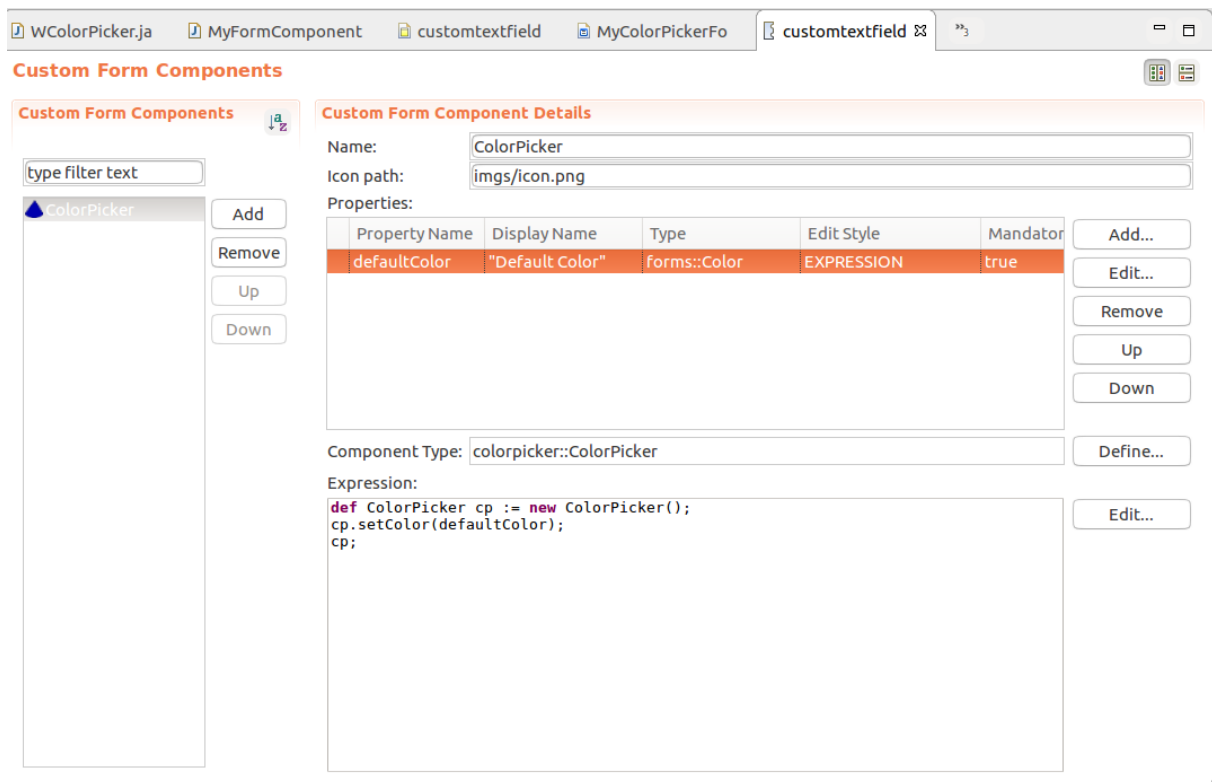 WColorPicker.ja MyFormComponent customtextfield MyColorPickerFo customtextfield »3
Custom Form Components
Custom Form Components
type filter text
ColorPicker
Add
Remove
Up
Down
Custom Form Component Details
Name: ColorPicker
Icon path: imgs/icon.png
Properties:
Property Name Display Name Type Edit Style Mandator
defaultColor "Default Color" forms::Color EXPRESSION true
Add...
Edit...
Remove
Up
Down
Component Type: colorpicker::ColorPicker Define...
Expression:
def ColorPicker cp := new ColorPicker();
cp.setColor(defaultColor);
cp;
Edit...